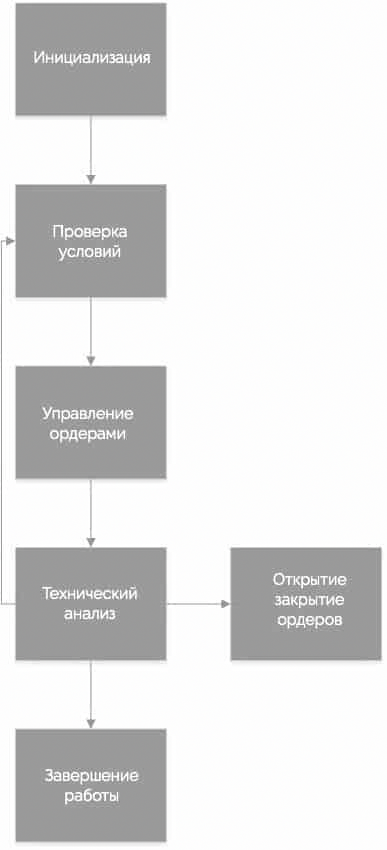 Инициализация
Проверка
условий
Управление
ордерами
Технический
анализ
Открытие
закрытие
ордеров
Завершение
работы